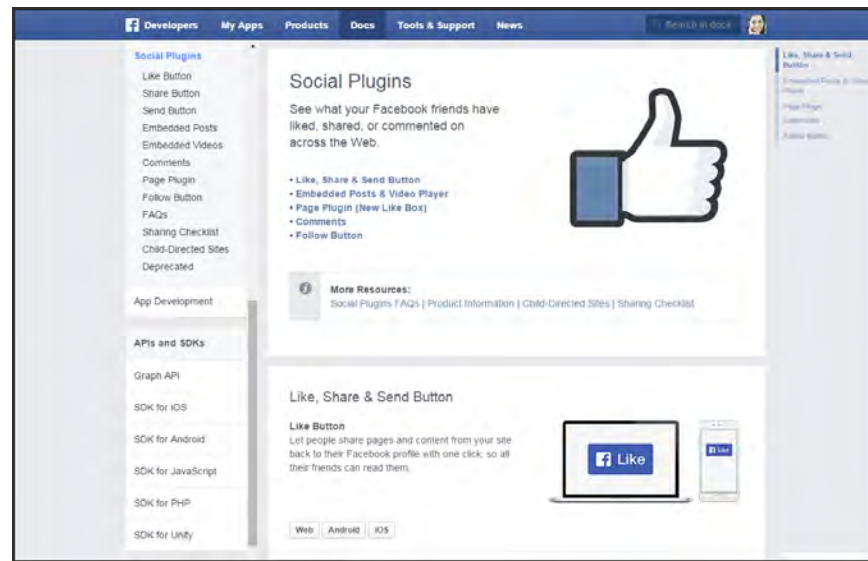 Developers My Apps Products Docs Tools & Support News Search in docs
Social Plugins
Like Button
Share Button
Send Button
Embedded Posts
Embedded Videos
Comments
Page Plugin
Follow Button
FAQs
Sharing Checklist
Child-Directed Sites
Deprecated
App Development
APIs and SDKs
Graph API
SDK for iOS
SDK for Android
SDK for JavaScript
SDK for PHP
SDK for Unity
Social Plugins
See what your Facebook friends have
liked, shared, or commented on
across the Web.
• Like, Share & Send Button
• Embedded Posts & Video Player
• Page Plugin (New Like Box)
• Comments
• Follow Button
More Resources:
Social Plugins FAQs | Product Information | Child-Directed Sites | Sharing Checklist
Like, Share & Send Button
Like Button
Let people share pages and content from your site
back to their Facebook profile with one click, so all
their friends can read them.
Web Android iOS
Like
Like
Like, Share & Send
Button
Embedded Posts & Video
Player
Page Plugin
Comments
Follow Button